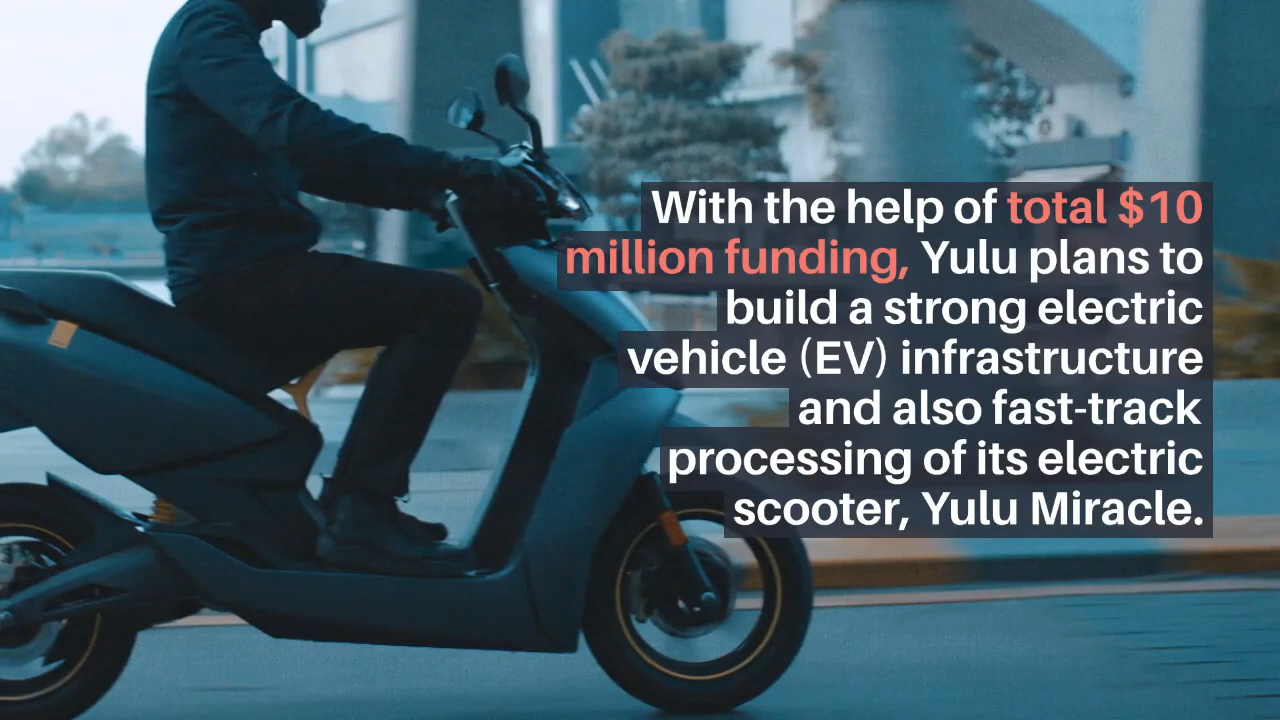 With the help of total $10
million funding, Yulu plans to
build a strong electric
vehicle (EV) infrastructure
and also fast-track
processing of its electric
scooter, Yulu Miracle.